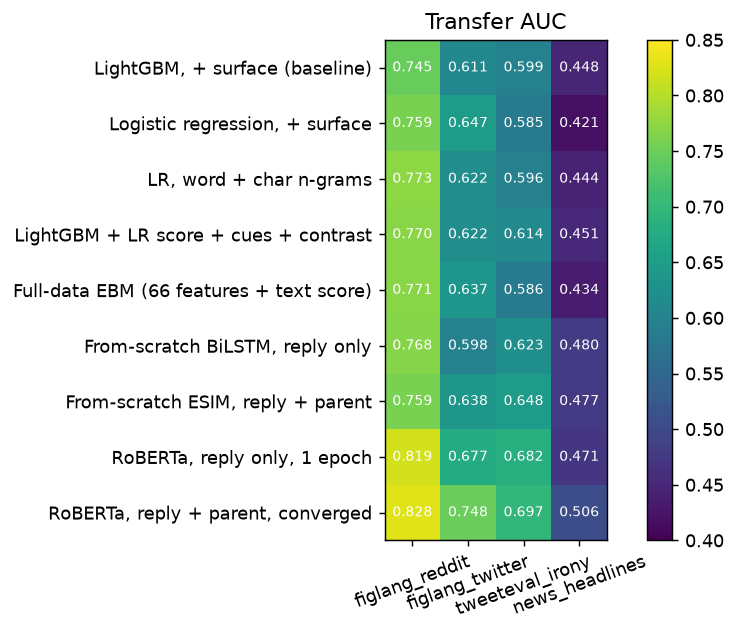 Transfer AUC
LightGBM, + surface (baseline) 0.745 0.611 0.599 0.448
Logistic regression, + surface 0.759 0.647 0.585 0.421
LR, word + char n-grams 0.773 0.622 0.596 0.444
LightGBM + LR score + cues + contrast 0.770 0.622 0.614 0.451
Full-data EBM (66 features + text score) 0.771 0.637 0.586 0.434
From-scratch BiLSTM, reply only 0.768 0.598 0.623 0.480
From-scratch ESIM, reply + parent 0.759 0.638 0.648 0.477
RoBERTa, reply only, 1 epoch 0.819 0.677 0.682 0.471
RoBERTa, reply + parent, converged 0.828 0.748 0.697 0.506
figlang_reddit
figlang_twitter
tweeteval_irony
news_headlines
0.85
0.80
0.75
0.70
0.65
0.60
0.55
0.50
0.45
0.40